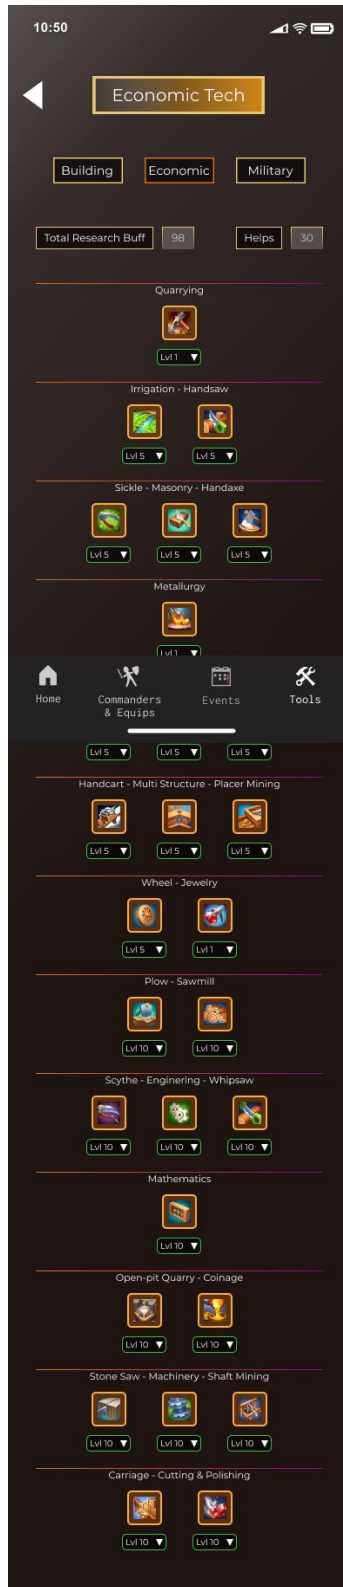 10:50
Economic Tech
Building Economic Military
Total Research Buff 98 Helps 30
Quarrying
Lvl 1
Irrigation - Handsaw
Lvl 5 Lvl 5
Sickle - Masonry - Handaxe
Lvl 5 Lvl 5 Lvl 5
Metallurgy
Lvl 1
Home Commanders & Equips Events Tools
Lvl 5 Lvl 5 Lvl 5
Handcart - Multi Structure - Placer Mining
Lvl 5 Lvl 5 Lvl 5
Wheel - Jewelry
Lvl 5 Lvl 1
Plow - Sawmill
Lvl 10 Lvl 10
Scythe - Enginering - Whipsaw
Lvl 10 Lvl 10 Lvl 10
Mathematics
Lvl 10
Open-pit Quarry - Coinage
Lvl 10 Lvl 10
Stone Saw - Machinery - Shaft Mining
Lvl 10 Lvl 10 Lvl 10
Carriage - Cutting & Polishing
Lvl 10 Lvl 10